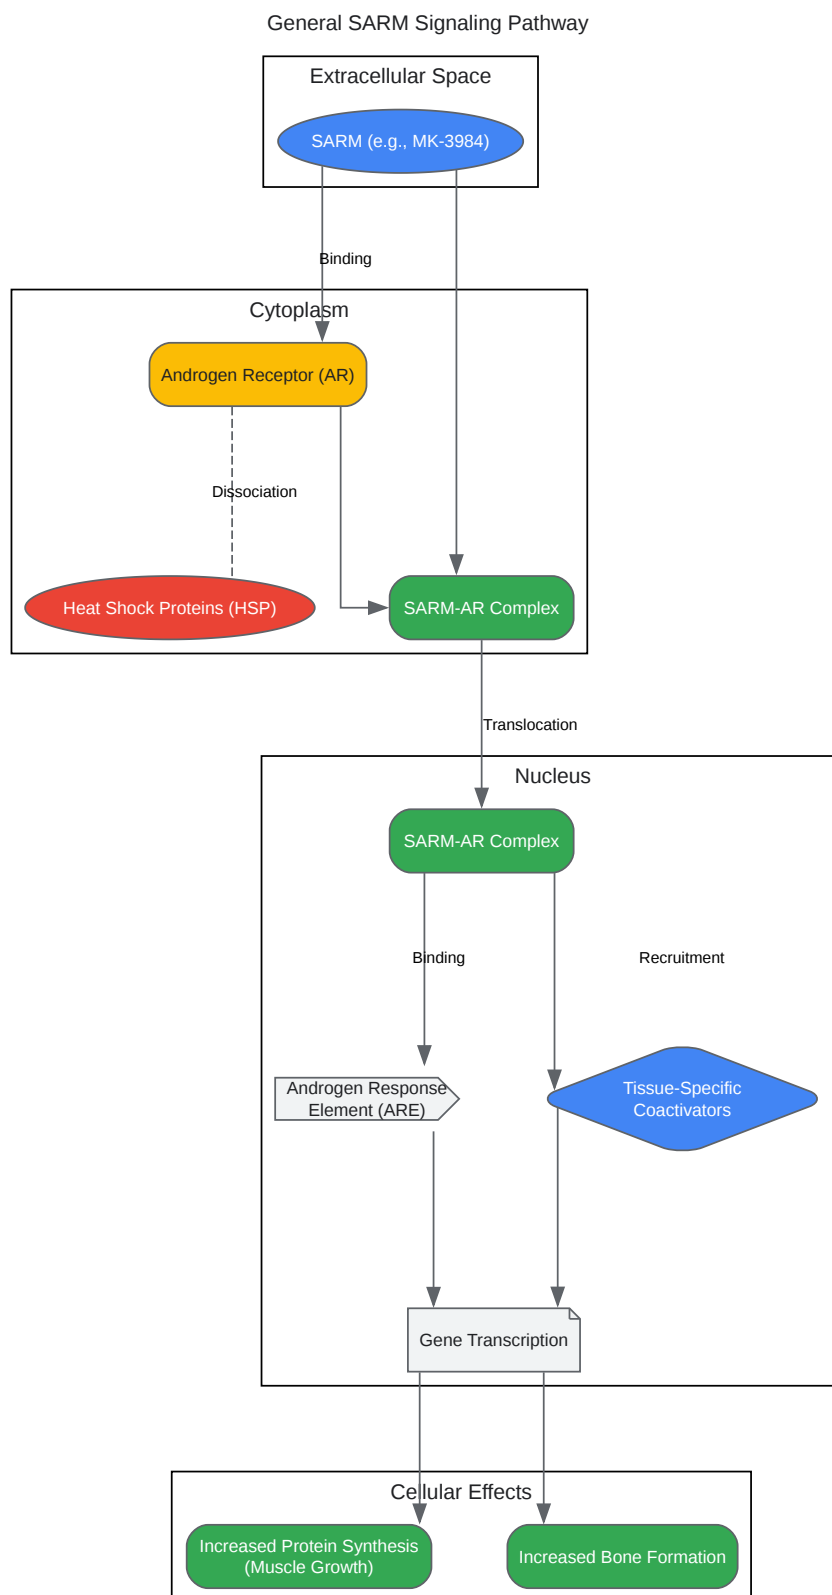 General SARM Signaling Pathway
Extracellular Space
SARM (e.g., MK-3984)
Binding
Cytoplasm
Androgen Receptor (AR)
Dissociation
Heat Shock Proteins (HSP)
SARM-AR Complex
Translocation
Nucleus
SARM-AR Complex
Binding
Recruitment
Androgen Response
Element (ARE)
Tissue-Specific
Coactivators
Gene Transcription
Cellular Effects
Increased Protein Synthesis
(Muscle Growth)
Increased Bone Formation